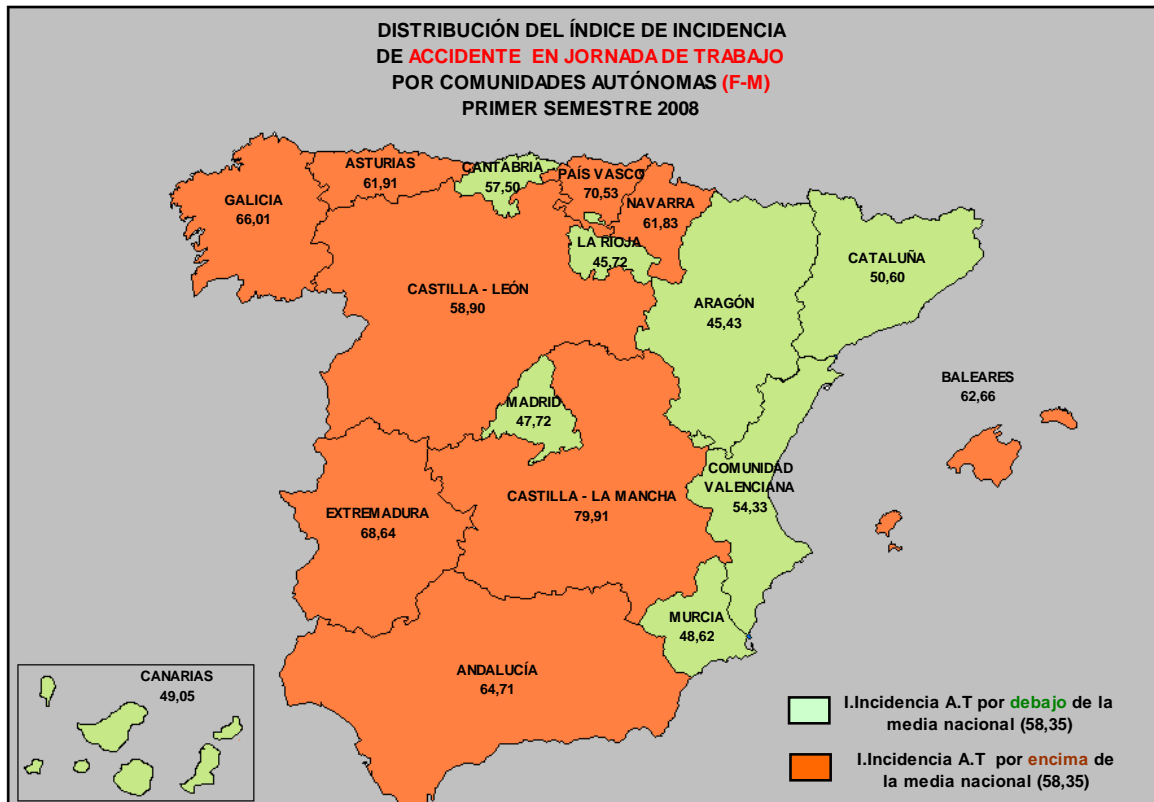 DISTRIBUCIÓN DEL ÍNDICE DE INCIDENCIA
DE ACCIDENTE EN JORNADA DE TRABAJO
POR COMUNIDADES AUTÓNOMAS (F-M)
PRIMER SEMESTRE 2008
ASTURIAS
61,91
CANTABRIA
57,50
PAÍS VASCO
70,53
GALICIA
66,01
NAVARRA
61,83
LA RIOJA
45,72
CATALUÑA
50,60
CASTILLA - LEÓN
58,90
ARAGÓN
45,43
BALEARES
62,66
MADRID
47,72
COMUNIDAD
VALENCIANA
54,33
CASTILLA - LA MANCHA
79,91
EXTREMADURA
68,64
MURCIA
48,62
ANDALUCÍA
64,71
CANARIAS
49,05
I.Incidencia A.T por debajo de la
media nacional (58,35)
I.Incidencia A.T por encima de
la media nacional (58,35)